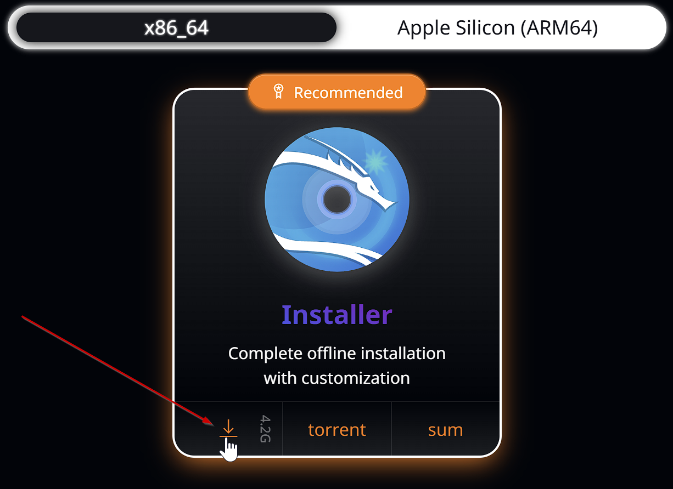 x86_64
Apple Silicon (ARM64)
Recommended
Installer
Complete offline installation
with customization
4.2G
torrent
sum